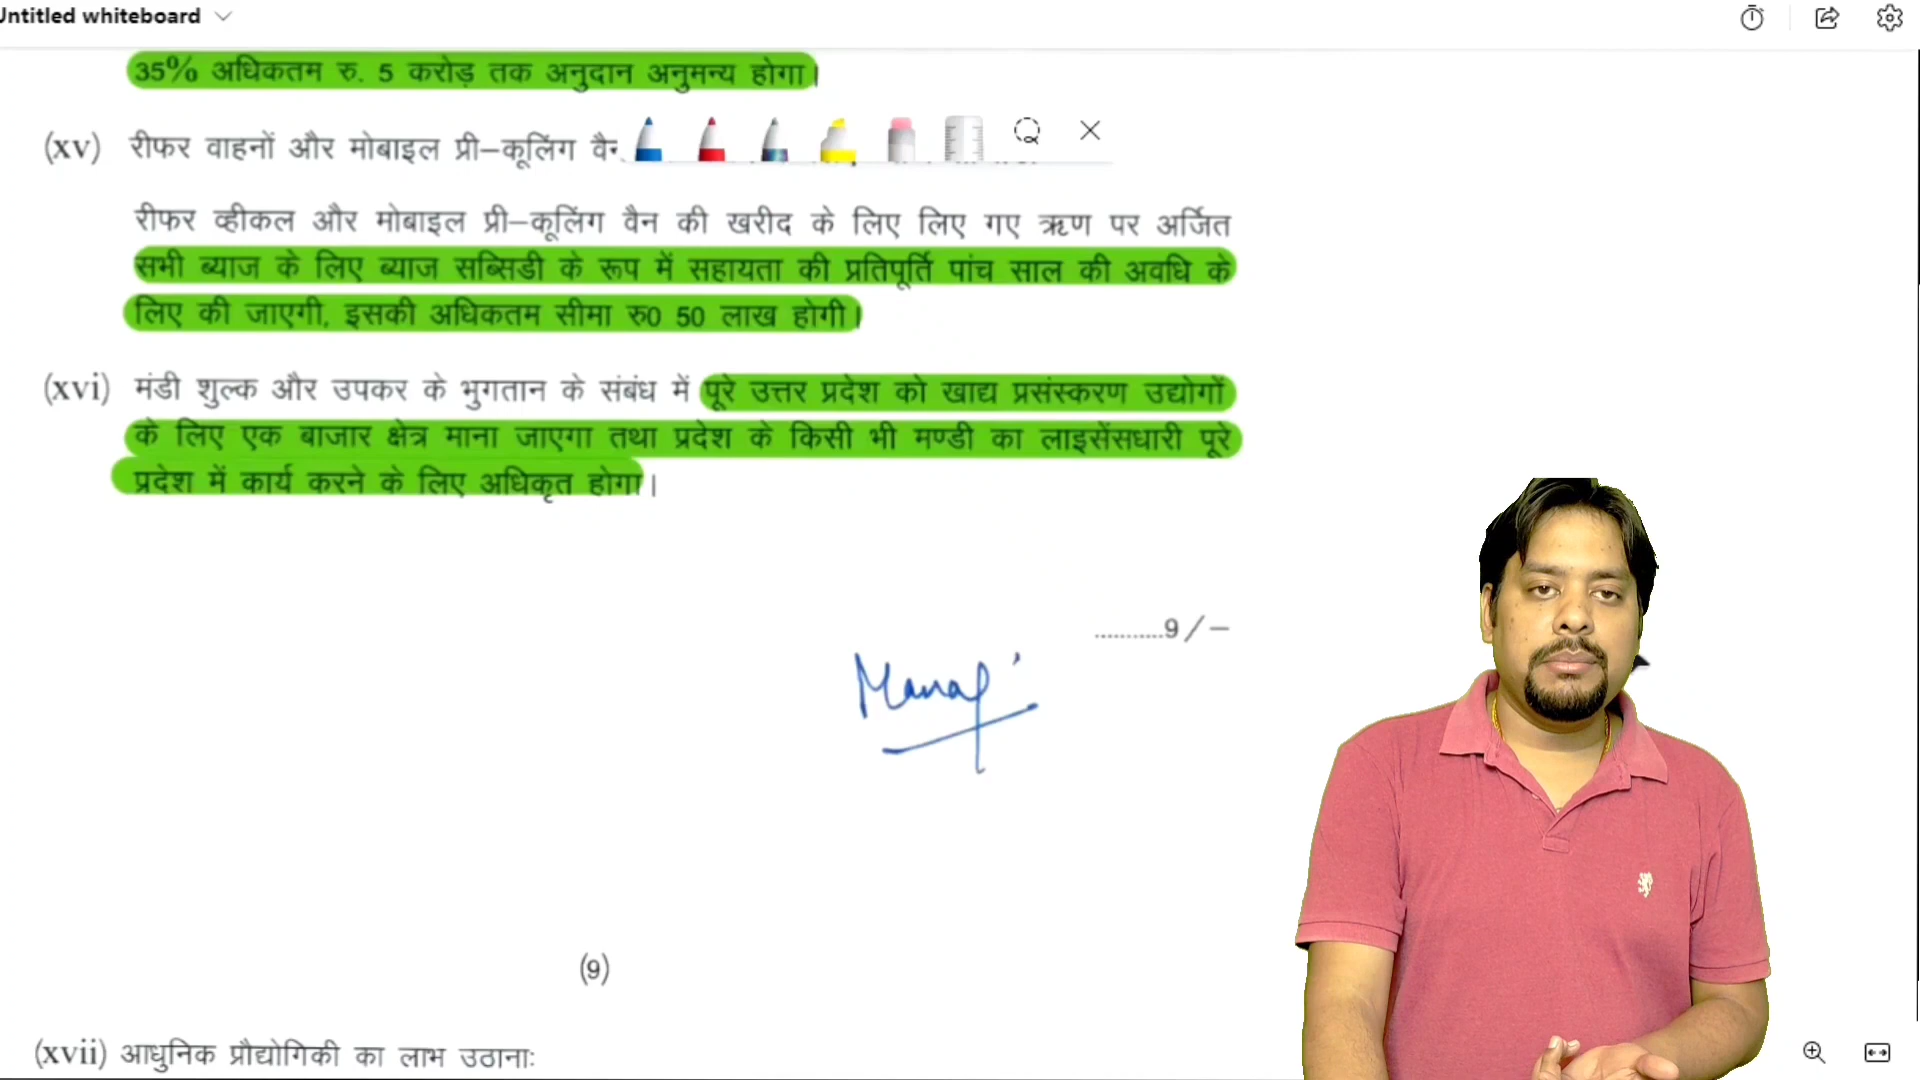 Untitled whiteboard
35% अधिकतम रु. 5 करोड़ तक अनुदान अनुमन्य होगा।
(xv) रीफर वाहनों और मोबाइल प्री–कूलिंग वैन
रीफर व्हीकल और मोबाइल प्री–कूलिंग वैन की खरीद के लिए लिए गए ऋण पर अर्जित
सभी ब्याज के लिए ब्याज सब्सिडी के रूप में सहायता की प्रतिपूर्ति पांच साल की अवधि के
लिए की जाएगी, इसकी अधिकतम सीमा रु0 50 लाख होगी।
(xvi) मंडी शुल्क और उपकर के भुगतान के संबंध में पूरे उत्तर प्रदेश को खाद्य प्रसंस्करण उद्योगों
के लिए एक बाजार क्षेत्र माना जाएगा तथा प्रदेश के किसी भी मण्डी का लाइसेंसधारी पूरे
प्रदेश में कार्य करने के लिए अधिकृत होगा।
...........9/–
(9)
(xvii) आधुनिक प्रौद्योगिकी का लाभ उठानाः